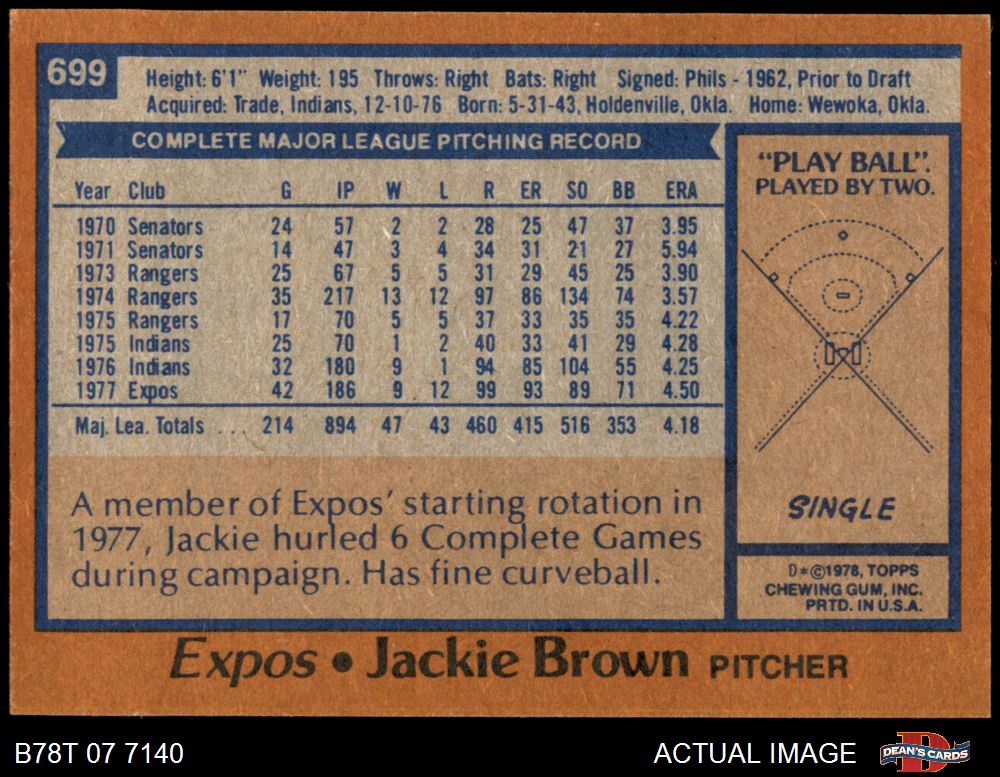 699
Height: 6'1" Weight: 195 Throws: Right Bats: Right Signed: Phils - 1962, Prior to Draft
Acquired: Trade, Indians, 12-10-76 Born: 5-31-43, Holdenville, Okla. Home: Wewoka, Okla.
COMPLETE MAJOR LEAGUE PITCHING RECORD
Year Club G IP W L R ER SO BB ERA
1970 Senators 24 57 2 2 28 25 47 37 3.95
1971 Senators 14 47 3 4 34 31 21 27 5.94
1973 Rangers 25 67 5 5 31 29 45 25 3.90
1974 Rangers 35 217 13 12 97 86 134 74 3.57
1975 Rangers 17 70 5 5 37 33 35 35 4.22
1975 Indians 25 70 1 2 40 33 41 29 4.28
1976 Indians 32 180 9 1 94 85 104 55 4.25
1977 Expos 42 186 9 12 99 93 89 71 4.50
Maj. Lea. Totals ... 214 894 47 43 460 415 516 353 4.18
A member of Expos' starting rotation in
1977, Jackie hurled 6 Complete Games
during campaign. Has fine curveball.
"PLAY BALL".
PLAYED BY TWO.
SINGLE
D*©1978, TOPPS
CHEWING GUM, INC.
PRTD. IN U.S.A.
Expos • Jackie Brown PITCHER
B78T 07 7140
ACTUAL IMAGE
DEAN'S CARDS